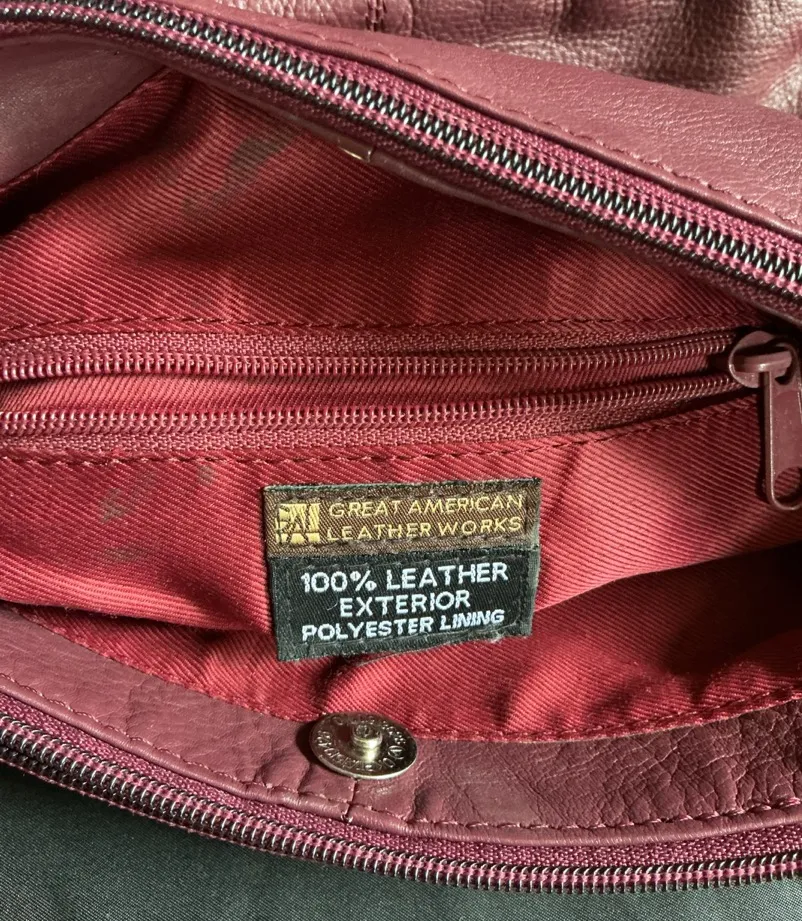 GREAT AMERICAN
LEATHER WORKS
100% LEATHER
EXTERIOR
POLYESTER LINING